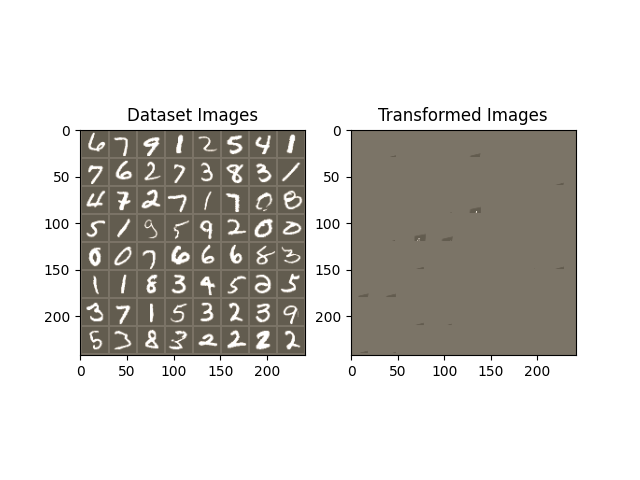 Dataset Images
Transformed Images
0
50
100
150
200
0 50 100 150 200
0
50
100
150
200
0 50 100 150 200
6 7 9 1 2 5 4 1
7 6 2 7 3 8 3 1
4 7 2 7 1 7 0 8
5 1 9 5 9 2 0 0
0 0 7 6 6 6 8 3
1 1 8 3 4 5 2 5
3 7 1 5 3 2 3 9
5 3 8 3 2 2 2 2